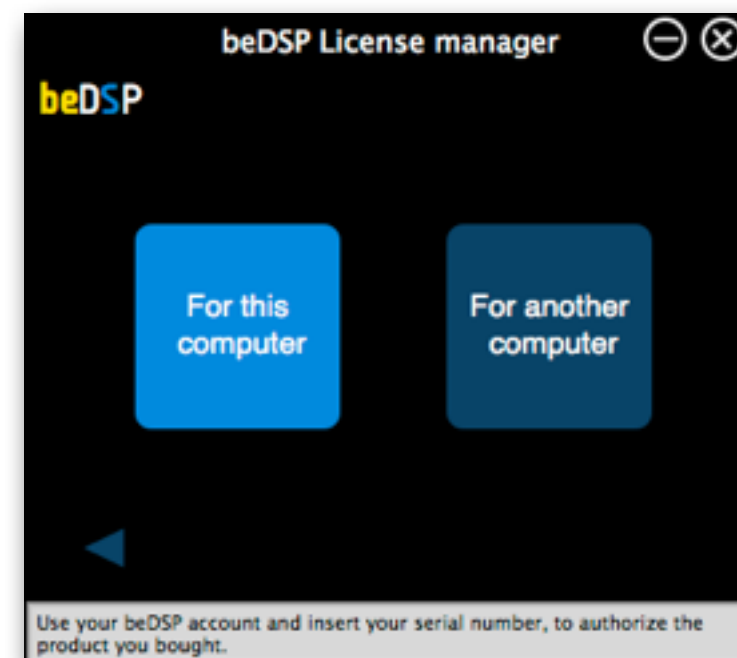 beDSP License manager
beDSP
For this
computer
For another
computer
Use your beDSP account and insert your serial number, to authorize the
product you bought.